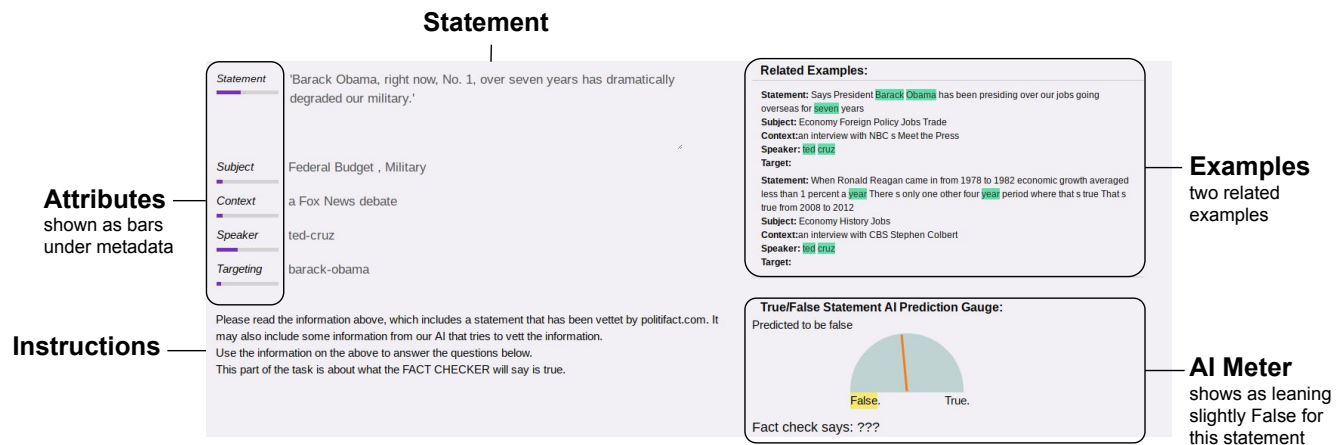 Statement
Statement
'Barack Obama, right now, No. 1, over seven years has dramatically
degraded our military.'
Subject
Federal Budget , Military
Context
a Fox News debate
Speaker
ted-cruz
Targeting
barack-obama
Attributes
shown as bars
under metadata
Please read the information above, which includes a statement that has been vettet by politifact.com. It
may also include some information from our AI that tries to vett the information.
Use the information on the above to answer the questions below.
This part of the task is about what the FACT CHECKER will say is true.
Instructions
Related Examples:
Statement: Says President Barack Obama has been presiding over our jobs going
overseas for seven years
Subject: Economy Foreign Policy Jobs Trade
Context:an interview with NBC s Meet the Press
Speaker: ted cruz
Target:
Statement: When Ronald Reagan came in from 1978 to 1982 economic growth averaged
less than 1 percent a year There s only one other four year period where that s true That s
true from 2008 to 2012
Subject: Economy History Jobs
Context:an interview with CBS Stephen Colbert
Speaker: ted cruz
Target:
Examples
two related
examples
True/False Statement AI Prediction Gauge:
Predicted to be false
False.
True.
Fact check says: ???
AI Meter
shows as leaning
slightly False for
this statement